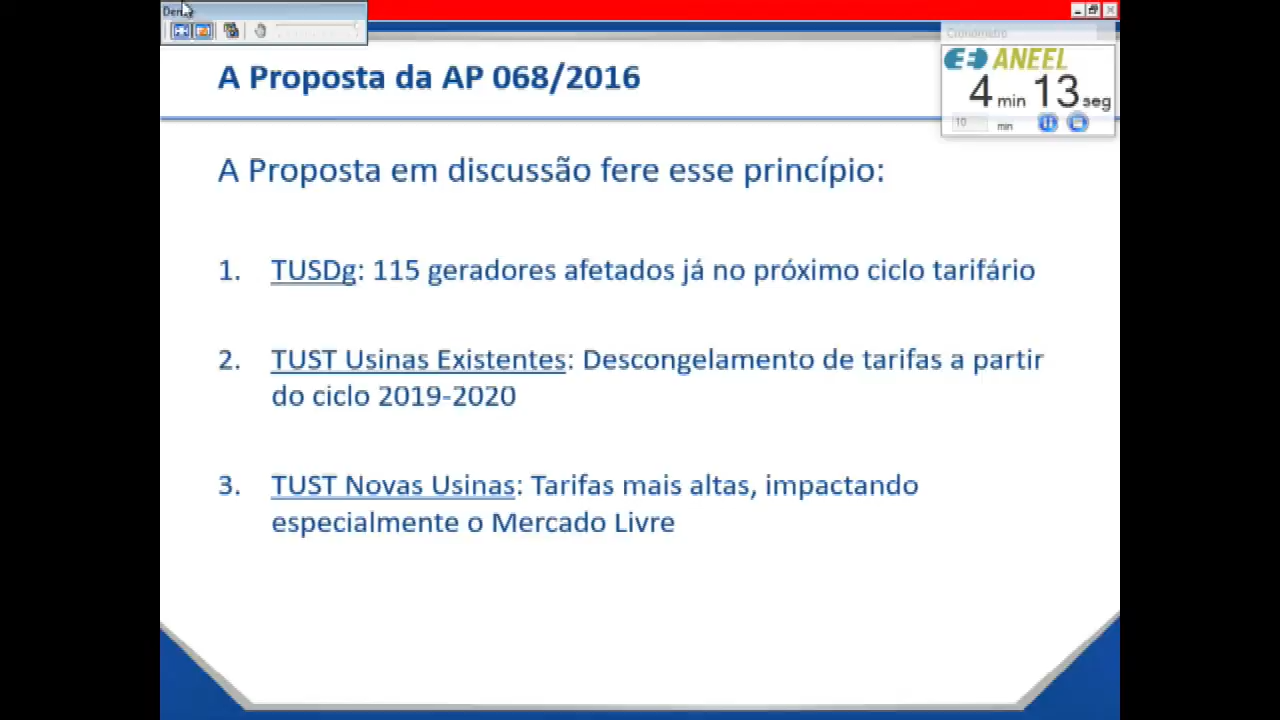 A Proposta da AP 068/2016
Cronômetro
ANEEL
4 min 13 seg
10 min
A Proposta em discussão fere esse princípio:
1. TUSDg: 115 geradores afetados já no próximo ciclo tarifário
2. TUST Usinas Existentes: Descongelamento de tarifas a partir
do ciclo 2019-2020
3. TUST Novas Usinas: Tarifas mais altas, impactando
especialmente o Mercado Livre